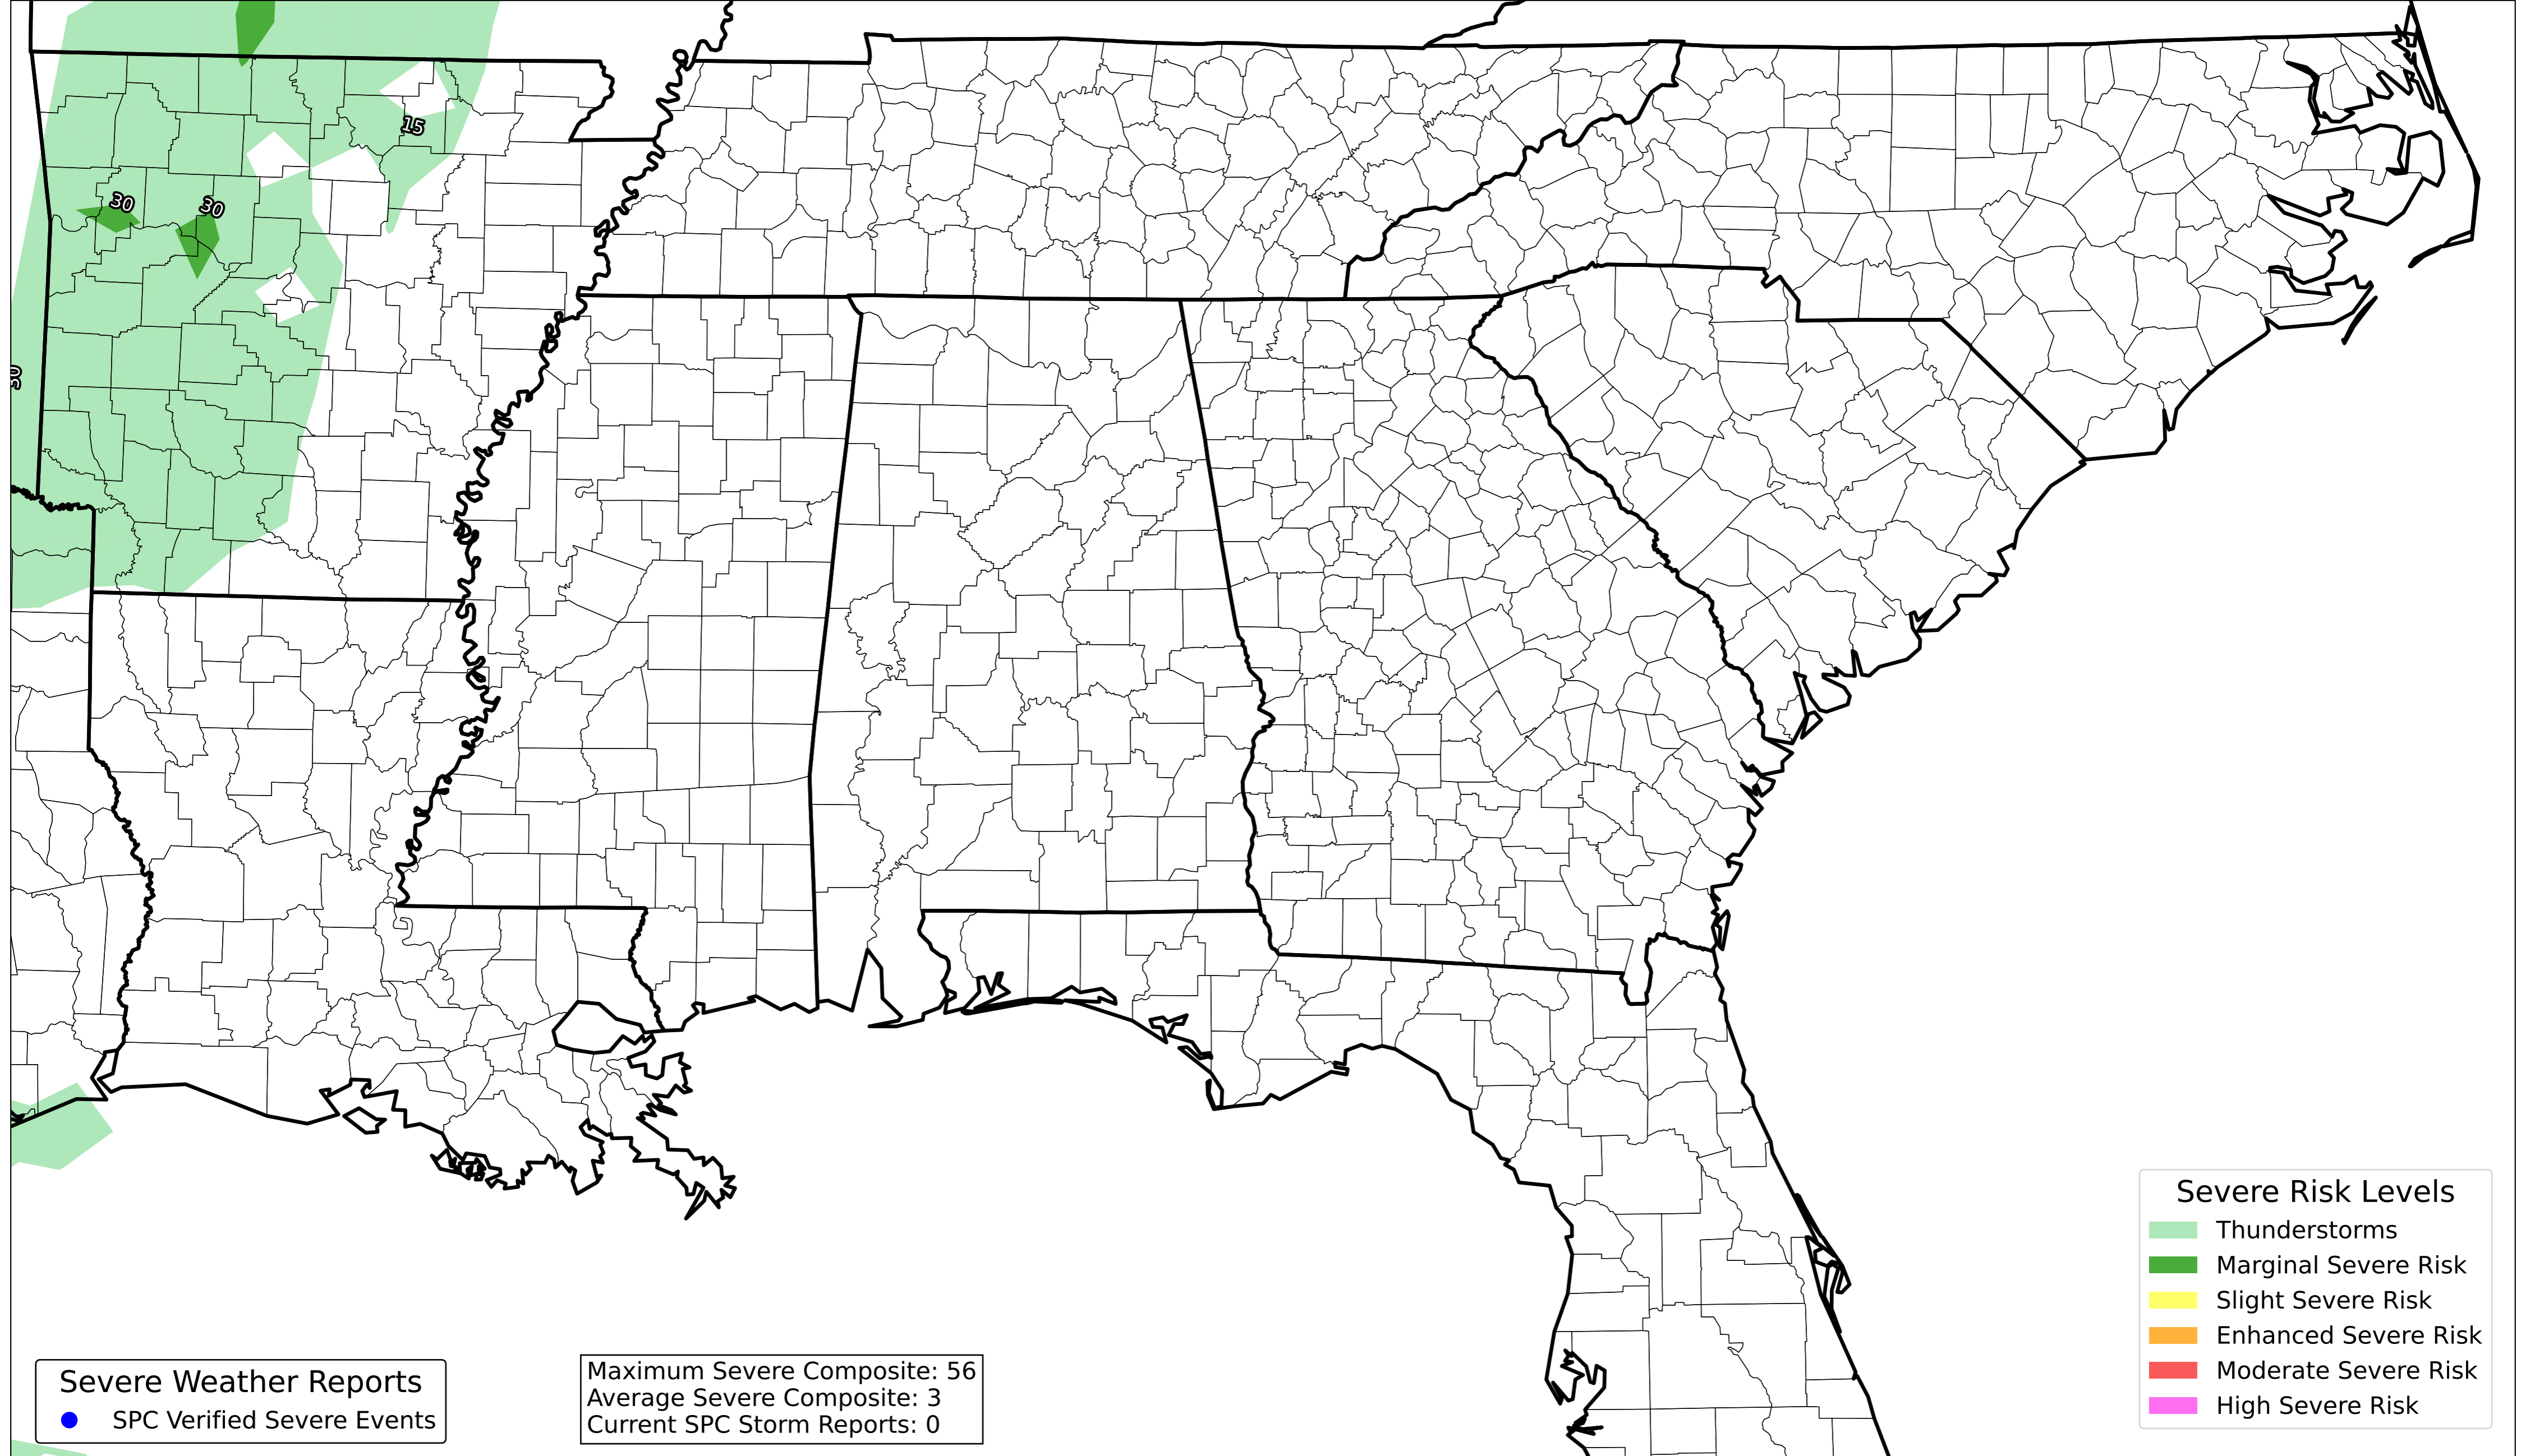 15
30
30
30
Severe Risk Levels
Thunderstorms
Marginal Severe Risk
Slight Severe Risk
Enhanced Severe Risk
Moderate Severe Risk
High Severe Risk
Severe Weather Reports
SPC Verified Severe Events
Maximum Severe Composite: 56
Average Severe Composite: 3
Current SPC Storm Reports: 0